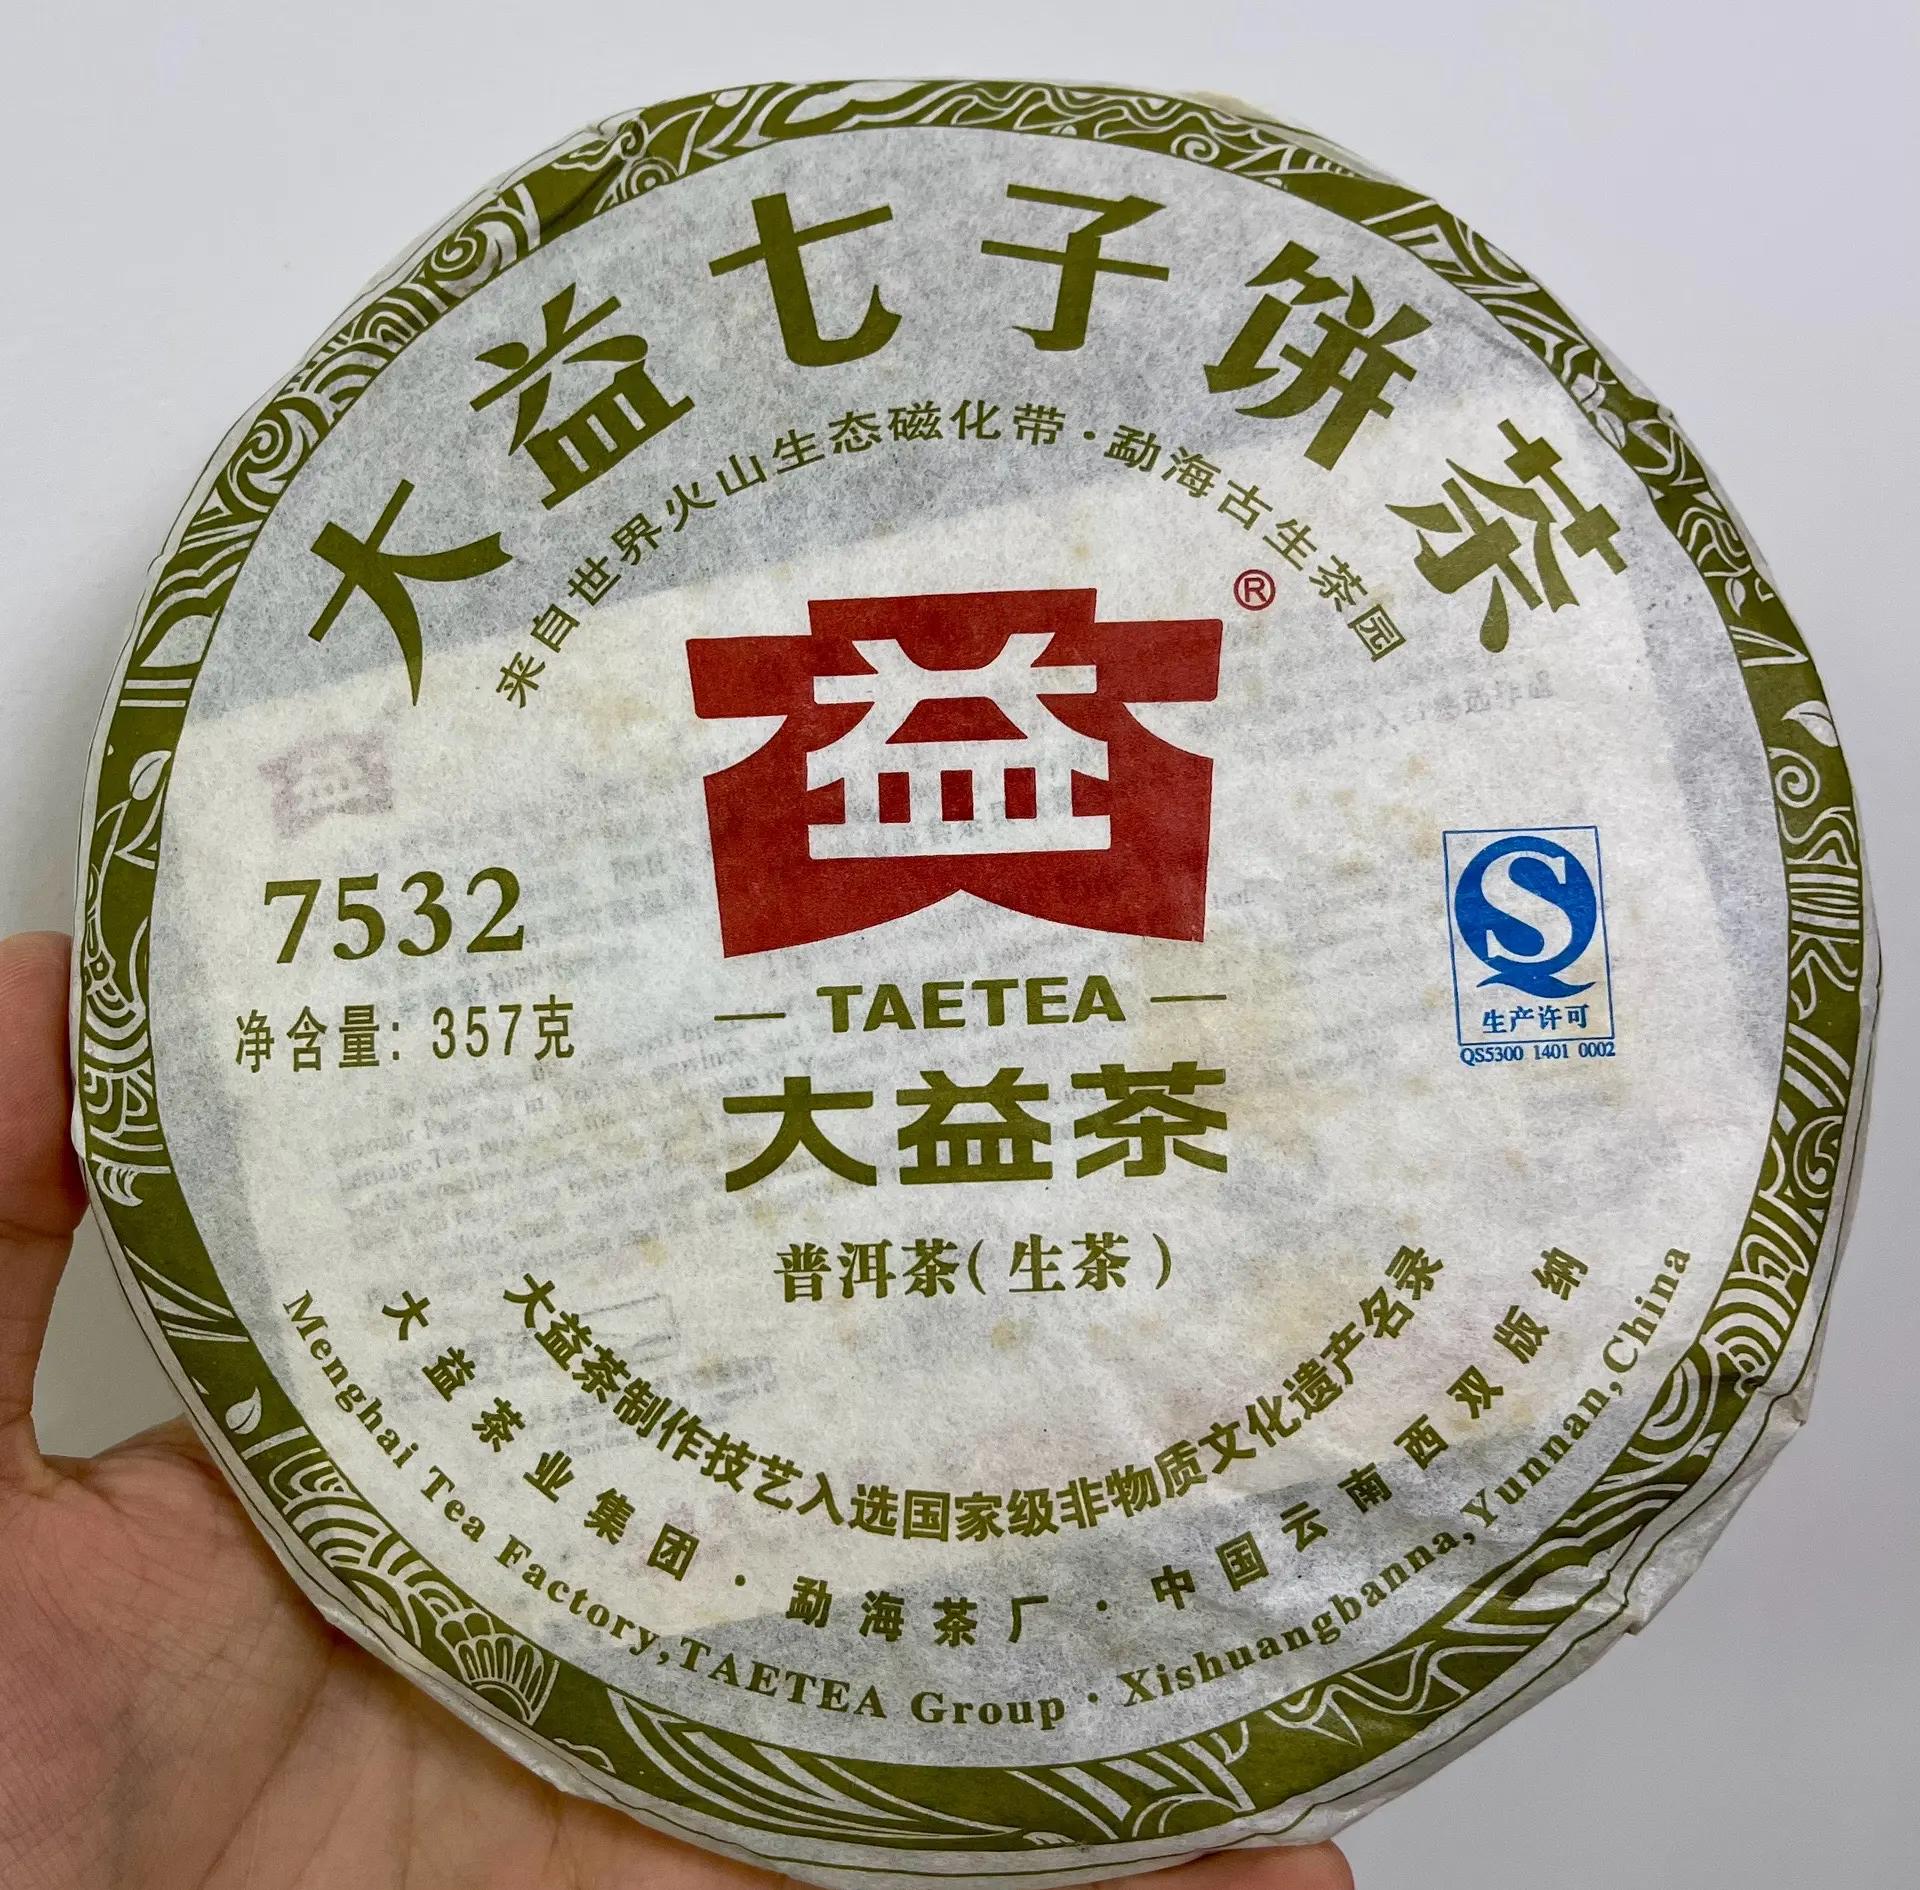 大益七子饼茶
来自世界火山生态磁化带·勐海古生茶园
®
益
7532
净含量: 357克
TAETEA
大益茶
普洱茶(生茶)
生产许可
QS5300 1401 0002
大益茶制作技艺入选国家级非物质文化遗产名录
大益茶业集团·勐海茶厂·中国云南西双版纳
Menghai Tea Factory,TAETEA Group·Xishuangbanna,Yunnan,China